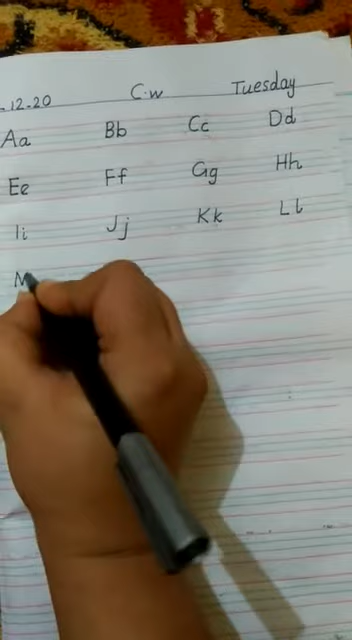 .12.20 C.w Tuesday
Aa Bb Cc Dd
Ee Ff Gg Hh
Ii Jj Kk Ll
M